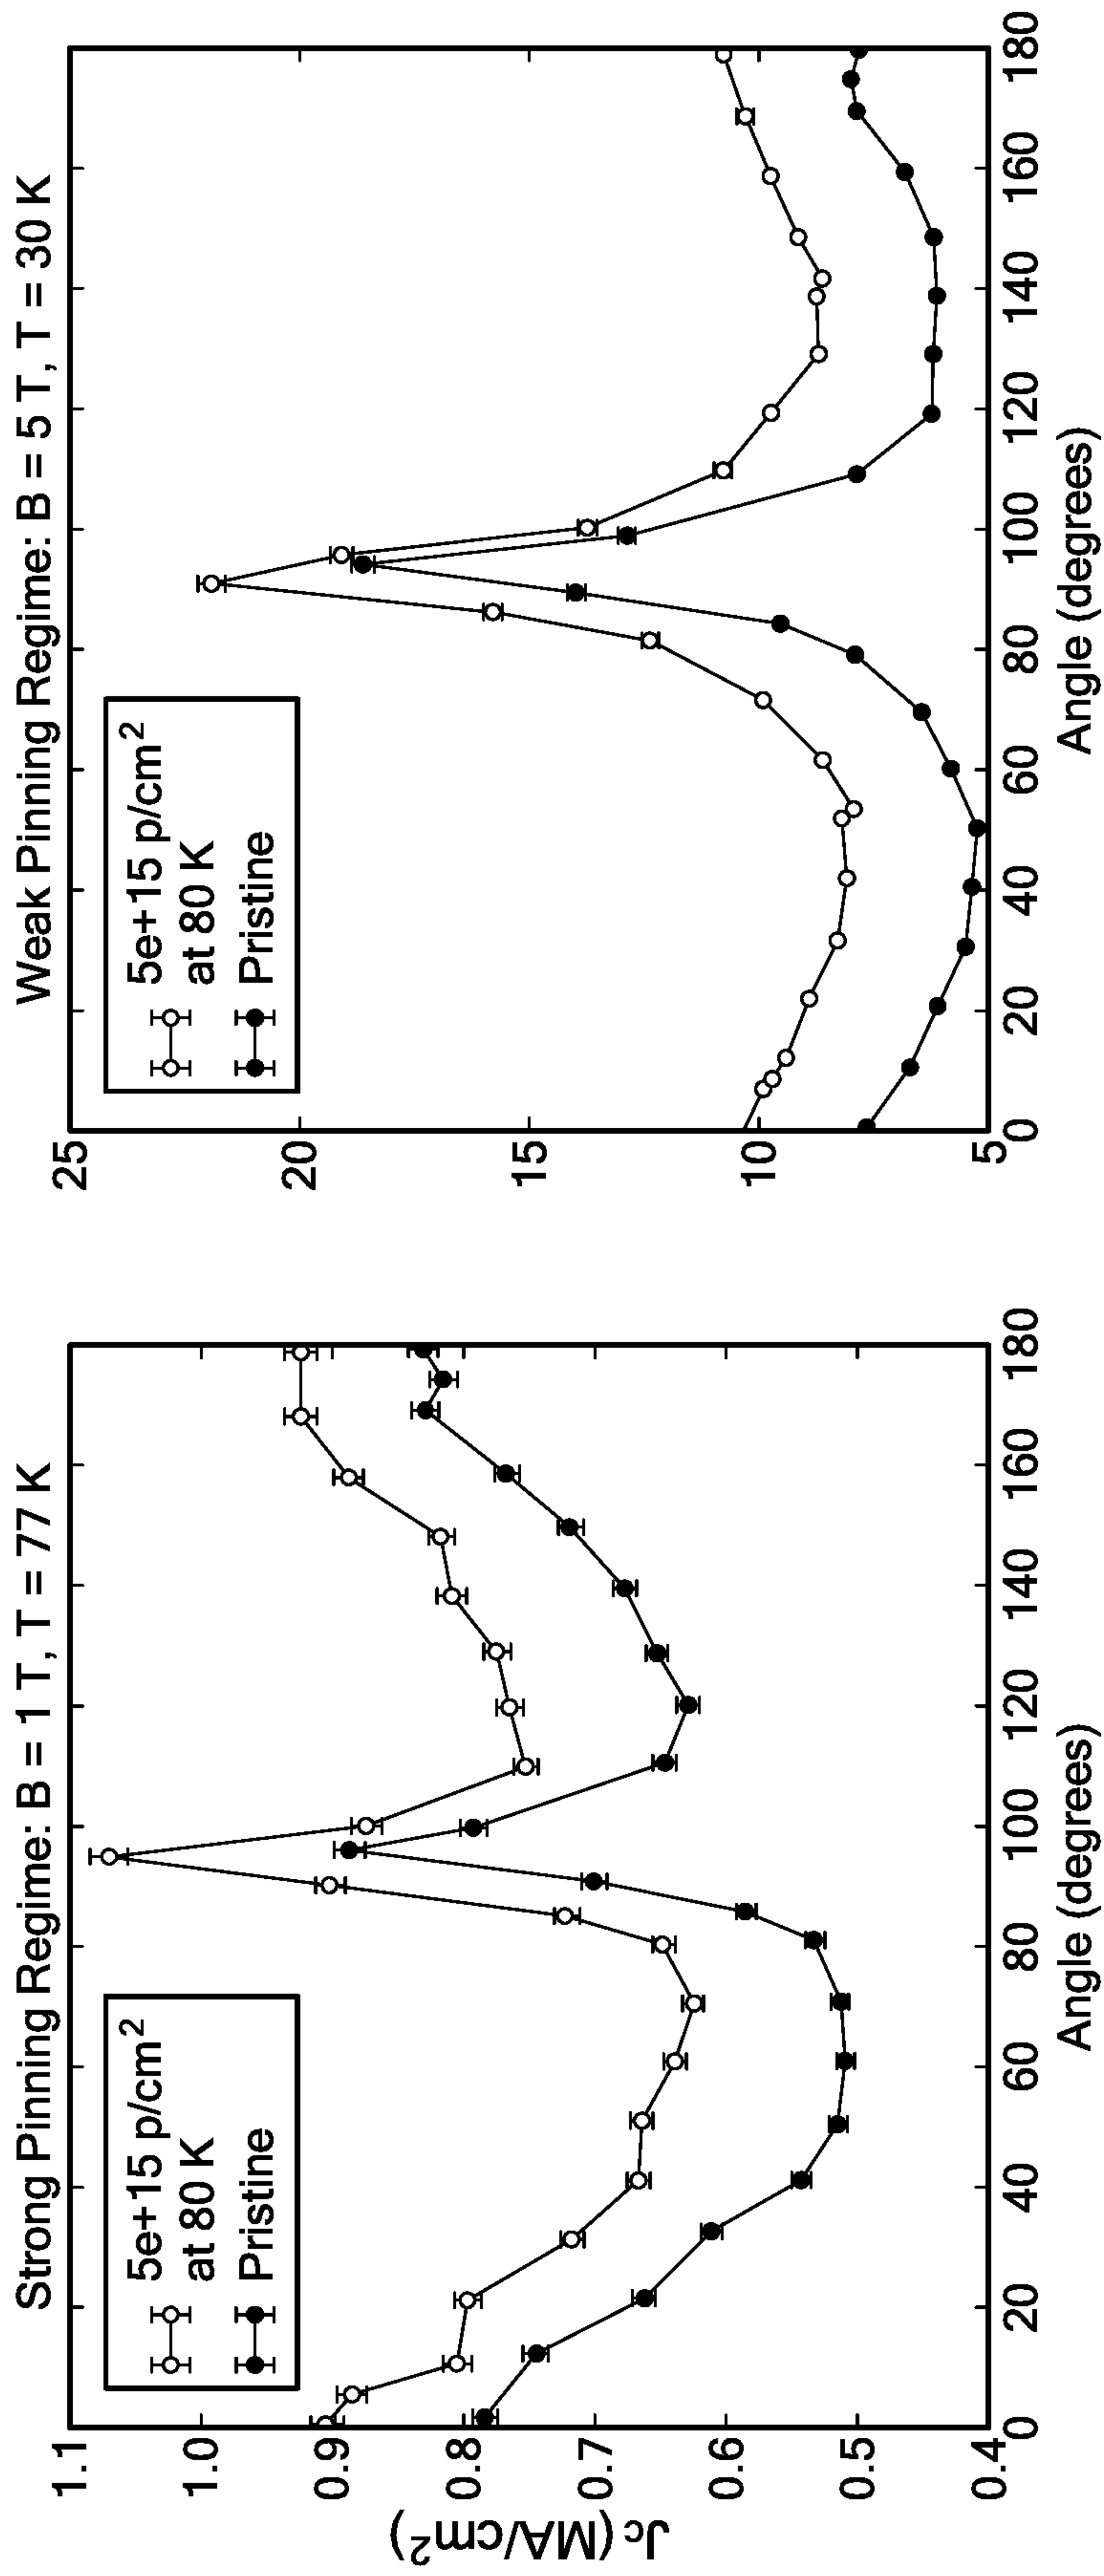 Strong Pinning Regime: B = 1 T, T = 77 K
5e+15 p/cm²
at 80 K
Pristine
1.1
1.0
0.9
0.8
0.7
0.6
0.5
0.4
Jc (MA/cm²)
0 20 40 60 80 100 120 140 160 180
Angle (degrees)
Weak Pinning Regime: B = 5 T, T = 30 K
5e+15 p/cm²
at 80 K
Pristine
25
20
15
10
5
0 20 40 60 80 100 120 140 160 180
Angle (degrees)